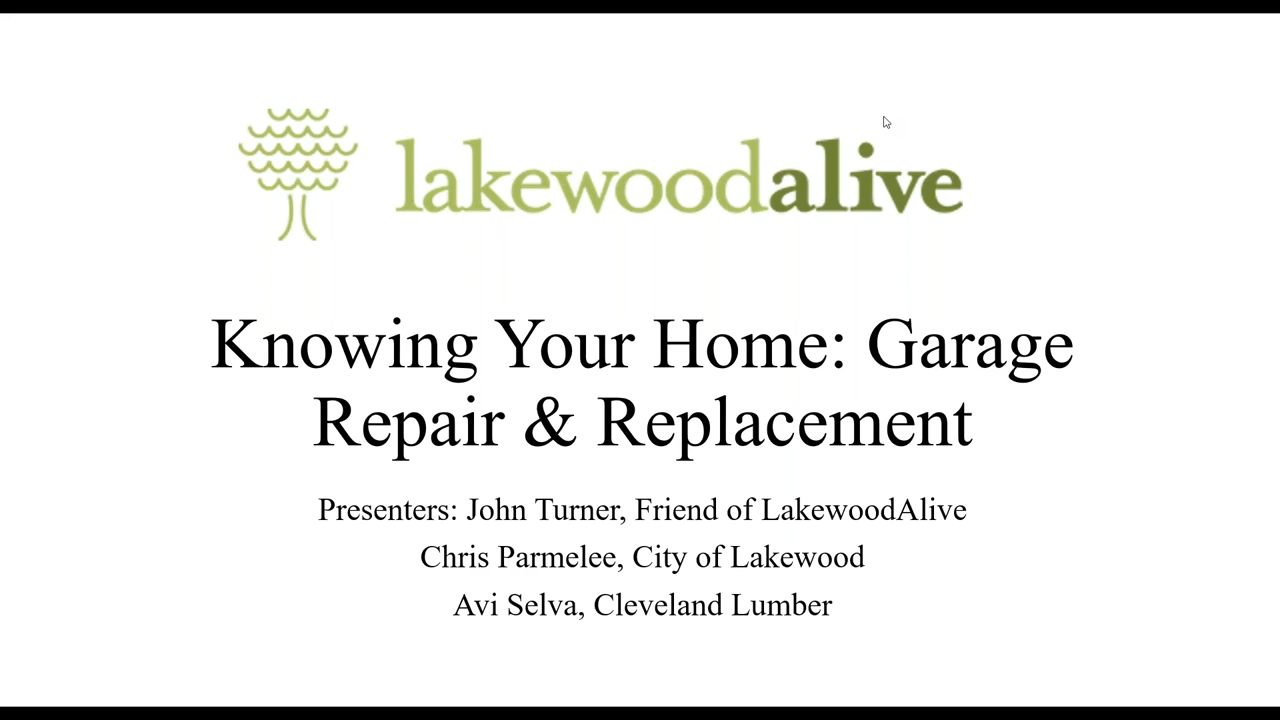 lakewoodalive
Knowing Your Home: Garage
Repair & Replacement
Presenters: John Turner, Friend of LakewoodAlive
Chris Parmelee, City of Lakewood
Avi Selva, Cleveland Lumber